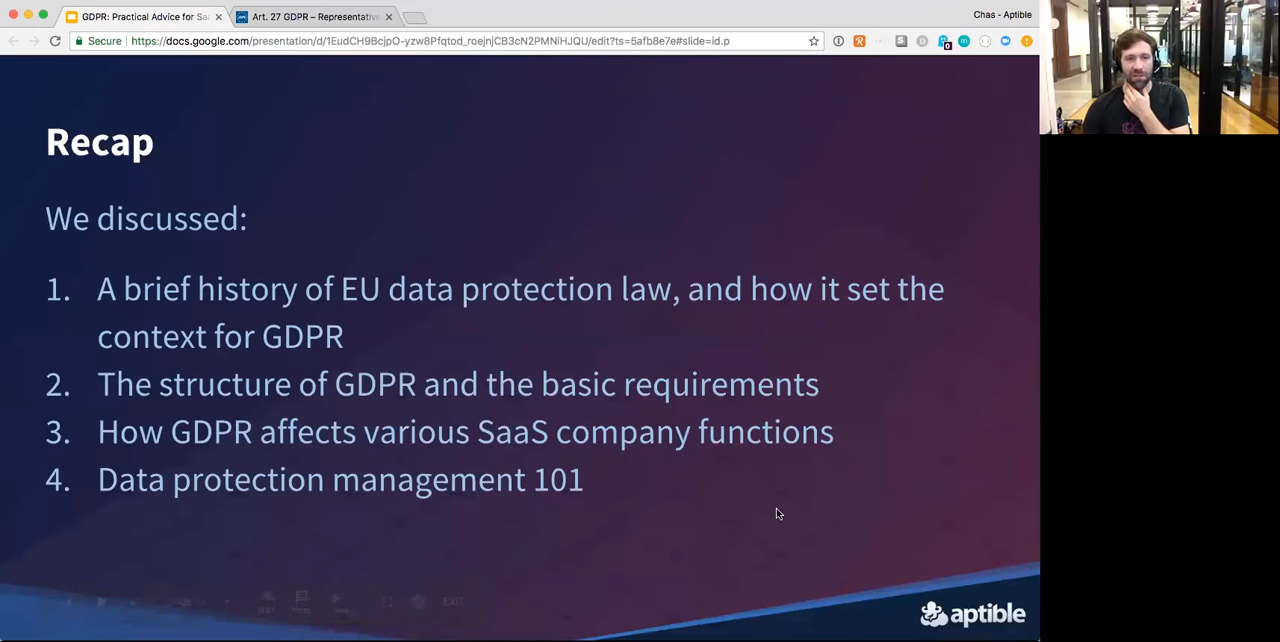 GDPR: Practical Advice for Sa
Art. 27 GDPR – Representative
Chas - Aptible
Secure
https://docs.google.com/presentation/d/1EudCH9BcjpO-yzw8Pfqtod_roejnjCB3cN2PMNiHJQU/edit?ts=5afb8e7e#slide=id.p
Recap
We discussed:
1. A brief history of EU data protection law, and how it set the
context for GDPR
2. The structure of GDPR and the basic requirements
3. How GDPR affects various SaaS company functions
4. Data protection management 101
EXIT
aptible